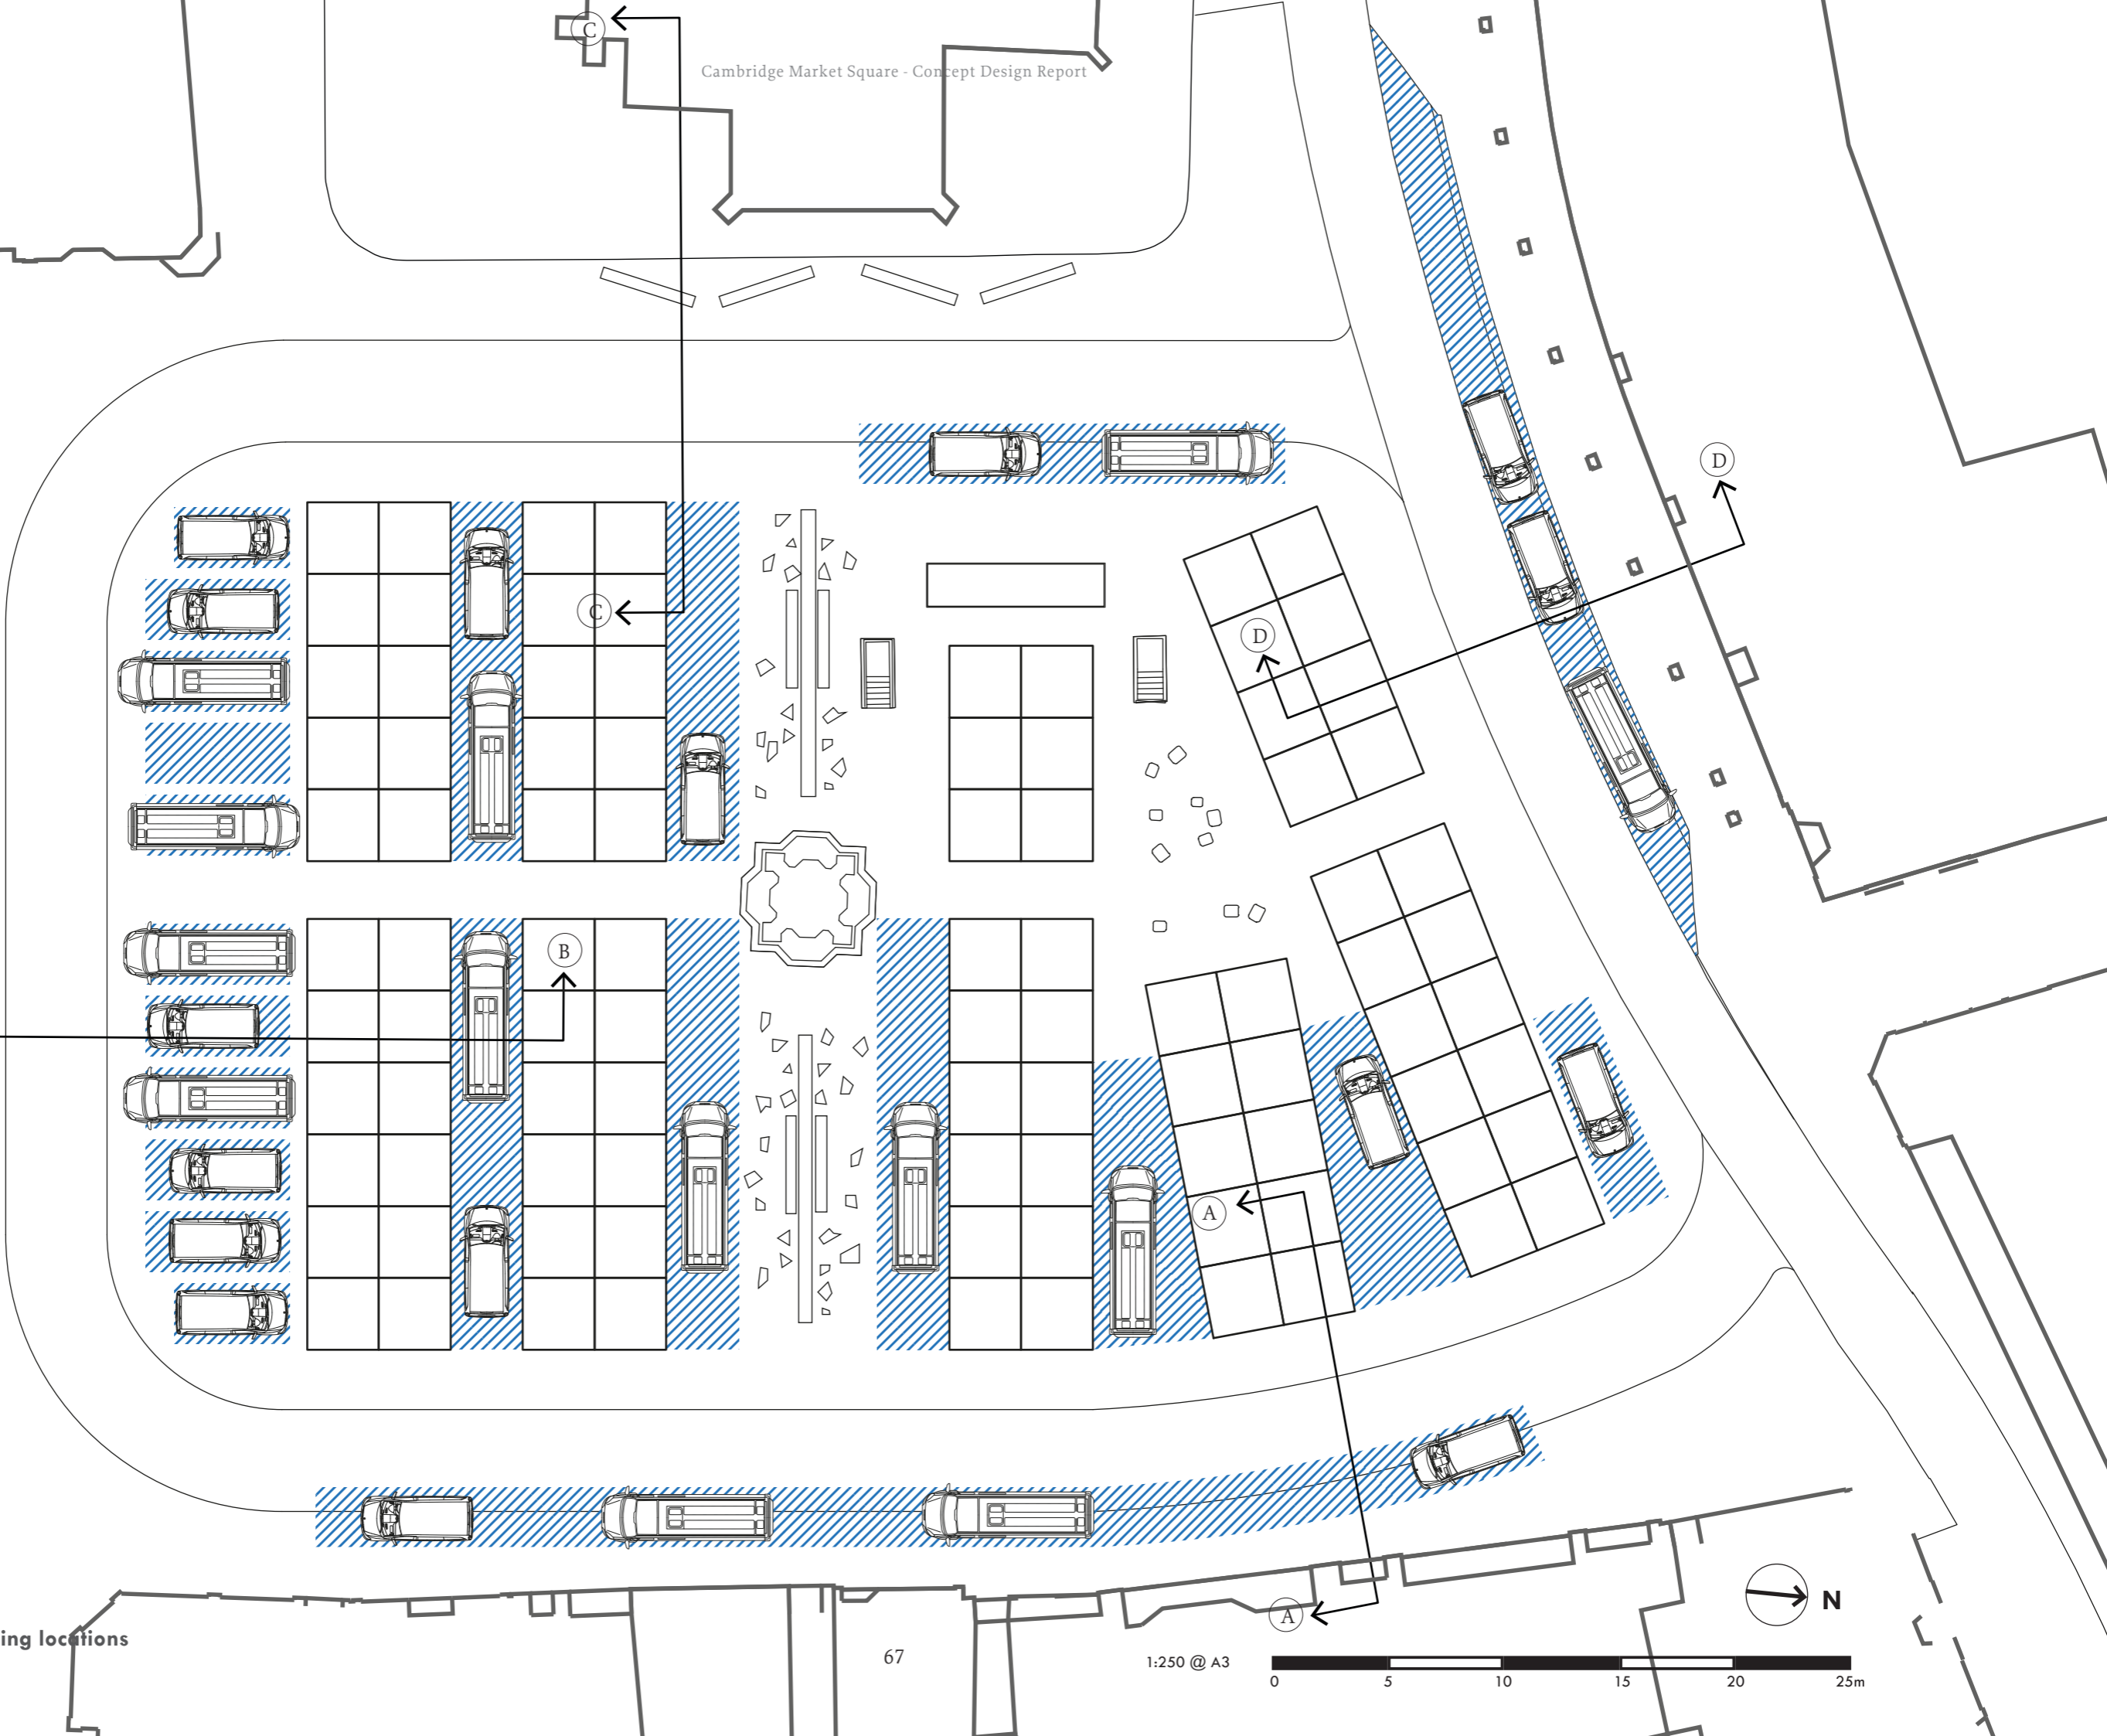 C
Cambridge Market Square - Concept Design Report
D
C
D
B
A
A
N
ing locations
67
1:250 @ A3
0 5 10 15 20 25m